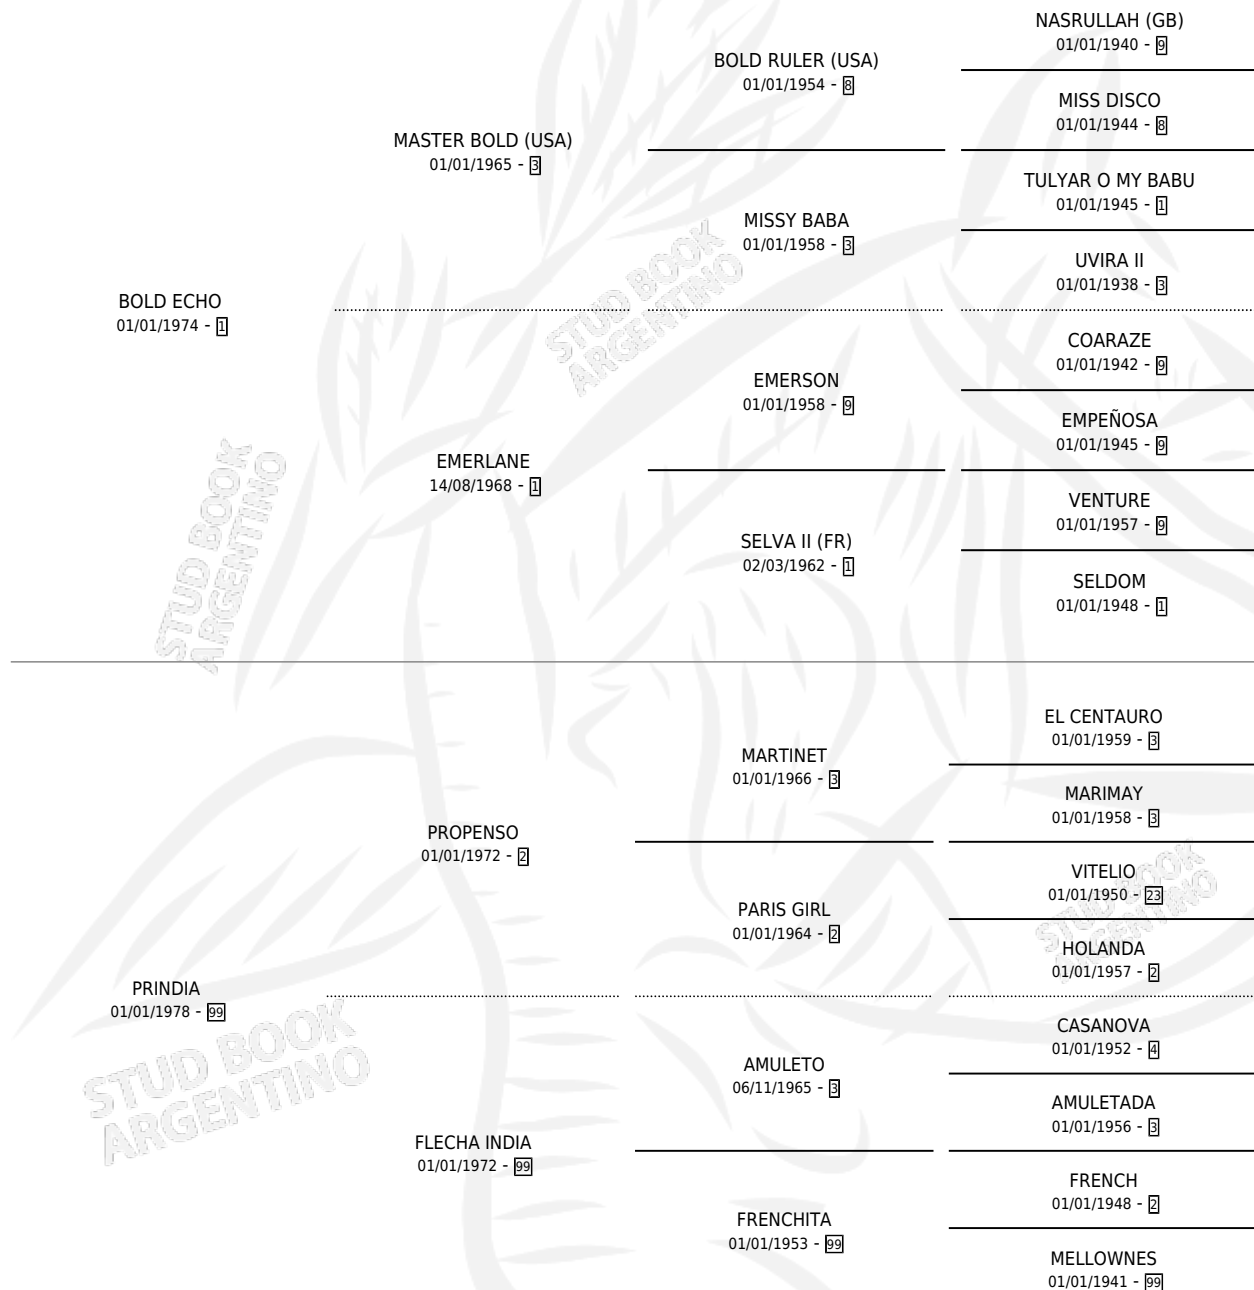 NASRULLAH (GB)
01/01/1940 - 9
BOLD RULER (USA)
01/01/1954 - 8
MISS DISCO
01/01/1944 - 8
MASTER BOLD (USA)
01/01/1965 - 3
TULYAR O MY BABU
01/01/1945 - 1
MISSY BABA
01/01/1958 - 3
UVIRA II
01/01/1938 - 3
BOLD ECHO
01/01/1974 - 1
COARAZE
01/01/1942 - 9
EMERSON
01/01/1958 - 9
EMPEÑOSA
01/01/1945 - 9
EMERLANE
14/08/1968 - 1
VENTURE
01/01/1957 - 9
SELVA II (FR)
02/03/1962 - 1
SELDOM
01/01/1948 - 1
EL CENTAURO
01/01/1959 - 3
MARTINET
01/01/1966 - 3
MARIMAY
01/01/1958 - 3
PROPENSO
01/01/1972 - 2
VITELIO
01/01/1950 - 23
PARIS GIRL
01/01/1964 - 2
HOLANDA
01/01/1957 - 2
PRINDIA
01/01/1978 - 99
CASANOVA
01/01/1952 - 4
AMULETO
06/11/1965 - 3
AMULETADA
01/01/1956 - 3
FLECHA INDIA
01/01/1972 - 99
FRENCH
01/01/1948 - 2
FRENCHITA
01/01/1953 - 99
MELLOWNES
01/01/1941 - 99
STUD BOOK
ARGENTINO
STUD BOOK
ARGENTINO
STUD BOOK
ARGENTINO
STUD BOOK
ARGENTINO